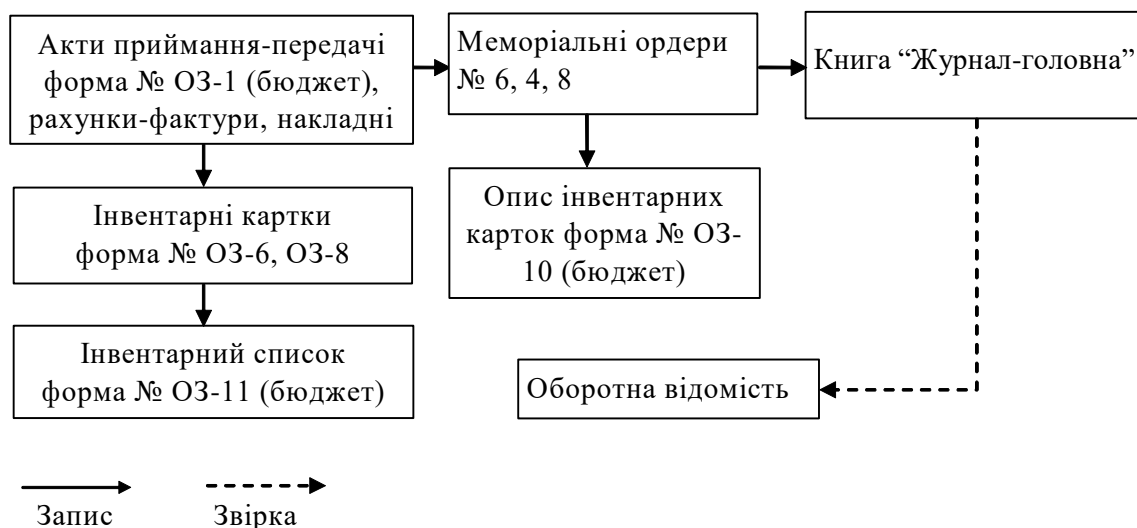 Акти приймання-передачі
форма № ОЗ-1 (бюджет),
рахунки-фактури, накладні
Меморіальні ордери
№ 6, 4, 8
Книга “Журнал-головна”
Інвентарні картки
форма № ОЗ-6, ОЗ-8
Опис інвентарних
карток форма № ОЗ-
10 (бюджет)
Інвентарний список
форма № ОЗ-11 (бюджет)
Оборотна відомість
Запис
Звірка